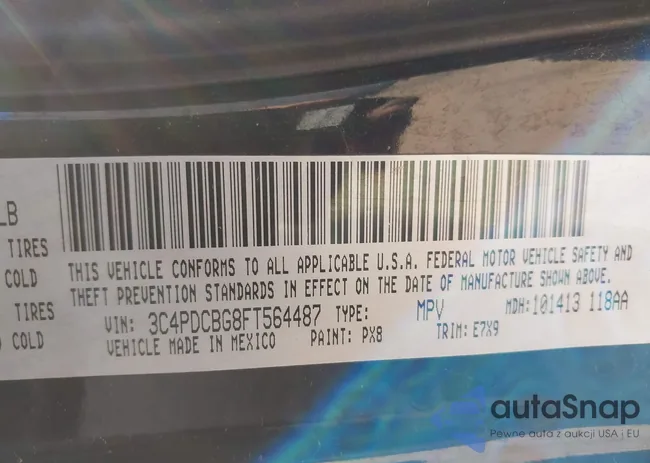 LB
TIRES
COLD
TIRES
COLD
THIS VEHICLE CONFORMS TO ALL APPLICABLE U.S.A. FEDERAL MOTOR VEHICLE SAFETY AND
THEFT PREVENTION STANDARDS IN EFFECT ON THE DATE OF MANUFACTURE SHOWN ABOVE.
VIN: 3C4PDCBG8FT564487 TYPE: MPV MDH:101413 118AA
VEHICLE MADE IN MEXICO PAINT: PX8 TRIM: E7X9
autaSnap
Pewne auta z aukcji USA i EU